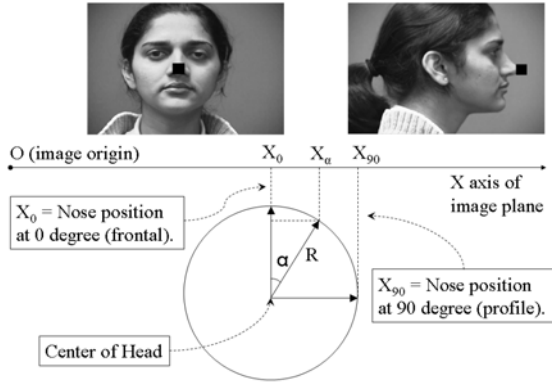 O (image origin)
X₀
Xα
X₉₀
X axis of
image plane
X₀ = Nose position
at 0 degree (frontal).
α
R
X₉₀ = Nose position
at 90 degree (profile).
Center of Head